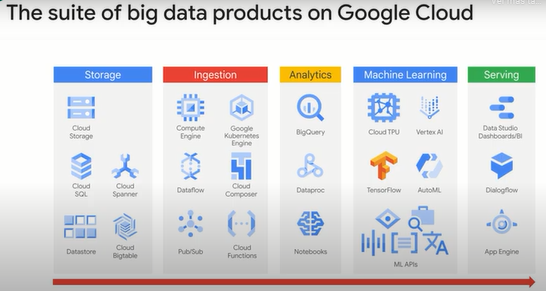 The suite of big data products on Google Cloud
Storage
Cloud
Storage
Cloud
SQL
Cloud
Spanner
Datastore
Cloud
Bigtable
Ingestion
Compute
Engine
Google
Kubernetes
Engine
Dataflow
Cloud
Composer
Pub/Sub
Cloud
Functions
Analytics
BigQuery
Dataproc
Notebooks
Machine Learning
Cloud TPU
Vertex AI
TensorFlow
AutoML
ML APIs
Serving
Data Studio
Dashboards/BI
Dialogflow
App Engine